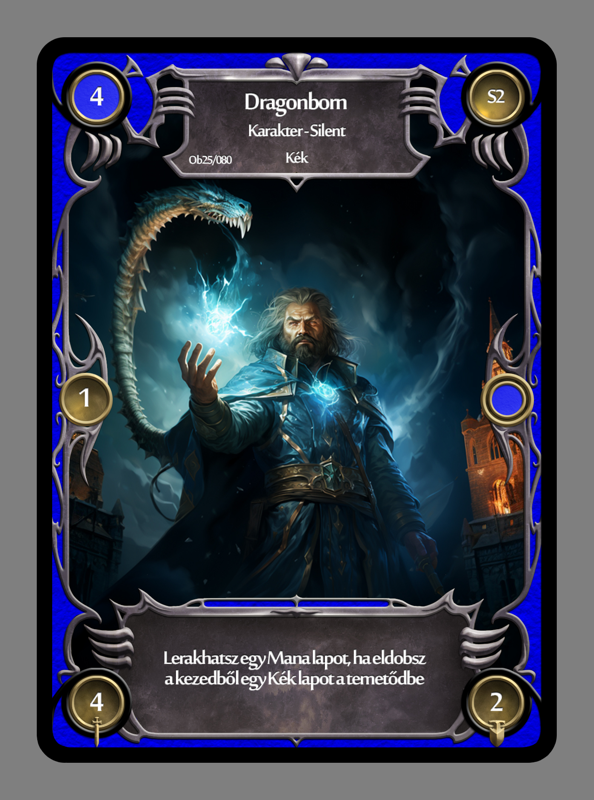 4
Dragonborn
S2
Karakter - Silent
Ob25/080
Kék
1
Lerakhatsz egy Mana lapot, ha eldobsz
a kezedből egy Kék lapot a temetődbe
4
2